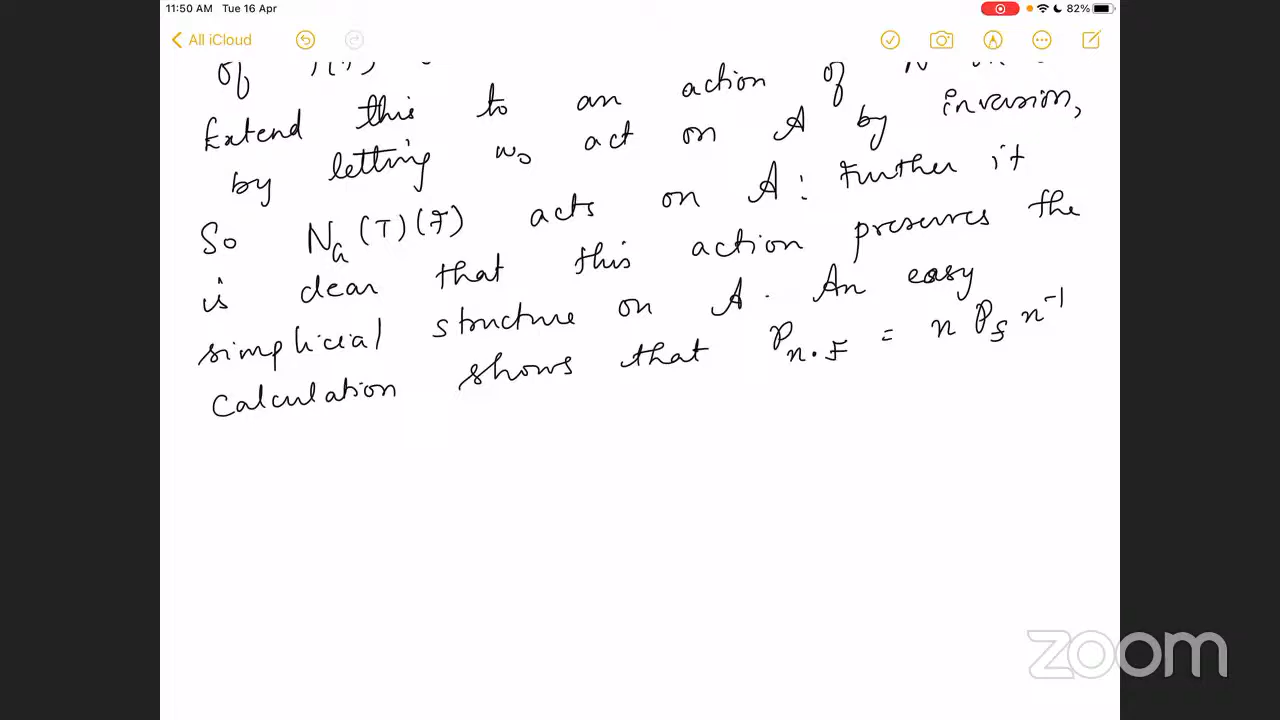 11:50 AM Tue 16 Apr
82%
All iCloud
of
Extend this to an action of N
by letting w₀ act on A by inversion,
So N_G(T)(F) acts on A. Further it
is clear that this action preserves the
simplicial structure on A. An easy
calculation shows that P_{n·F} = n P_F n⁻¹
zoom